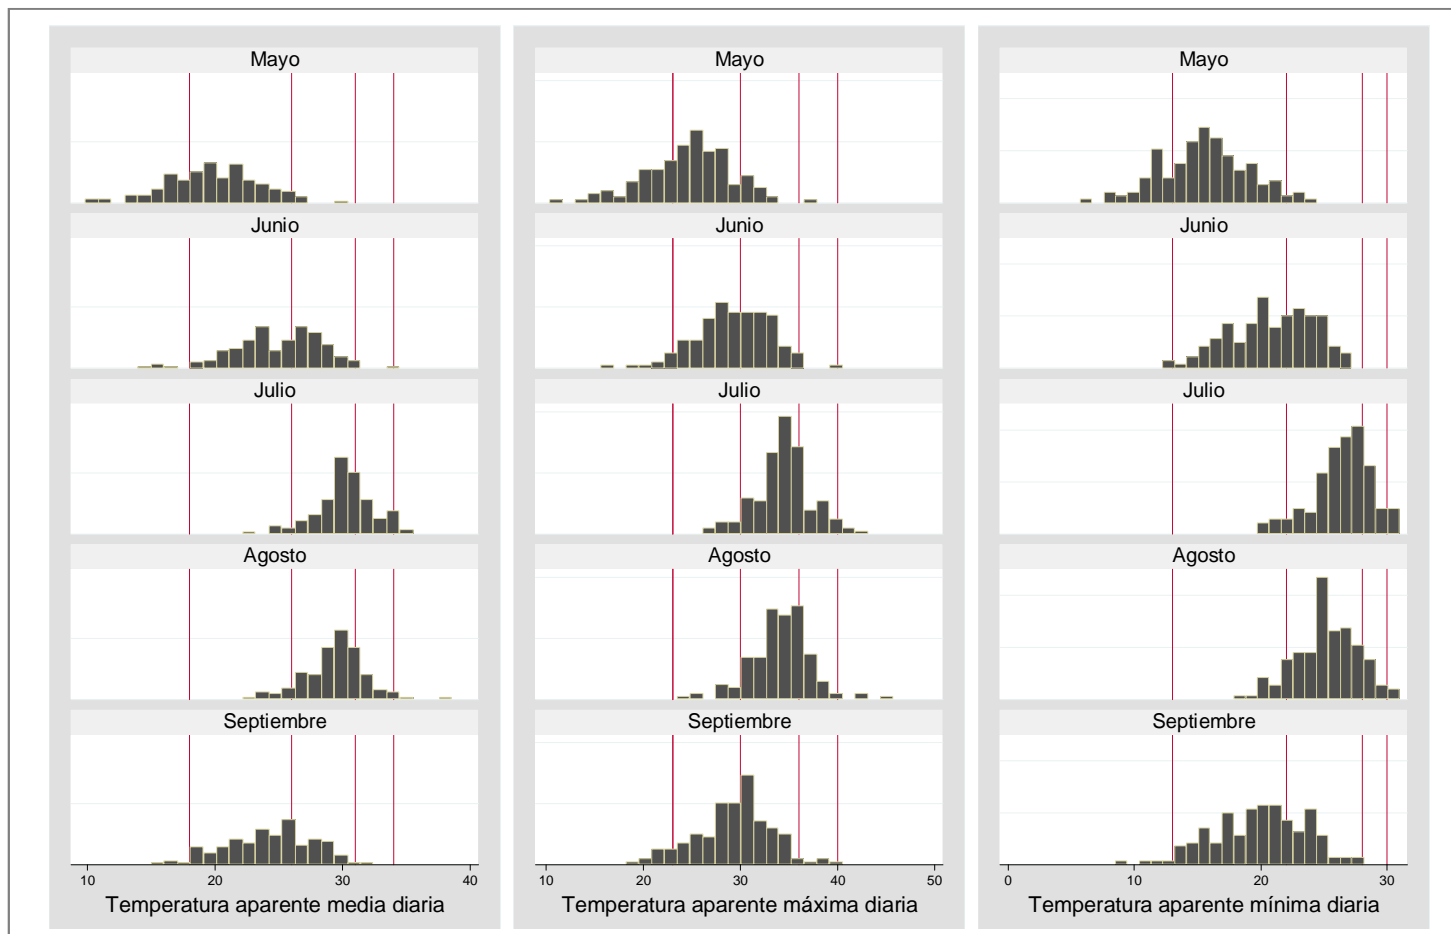 Mayo
Junio
Julio
Agosto
Septiembre
10 20 30 40
Temperatura aparente media diaria
Mayo
Junio
Julio
Agosto
Septiembre
10 20 30 40 50
Temperatura aparente máxima diaria
Mayo
Junio
Julio
Agosto
Septiembre
0 10 20 30
Temperatura aparente mínima diaria